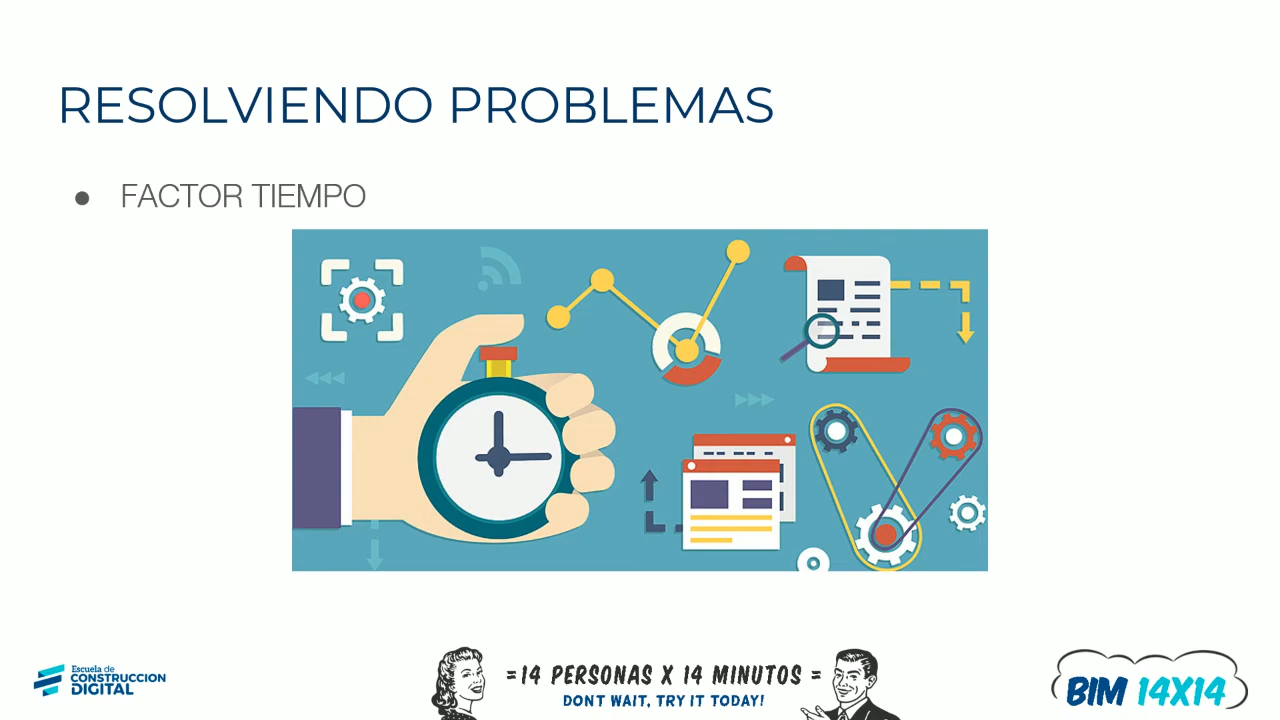 RESOLVIENDO PROBLEMAS
● FACTOR TIEMPO
Escuela de
CONSTRUCCION
DIGITAL
=14 PERSONAS X 14 MINUTOS =
DONT WAIT, TRY IT TODAY!
BIM 14X14